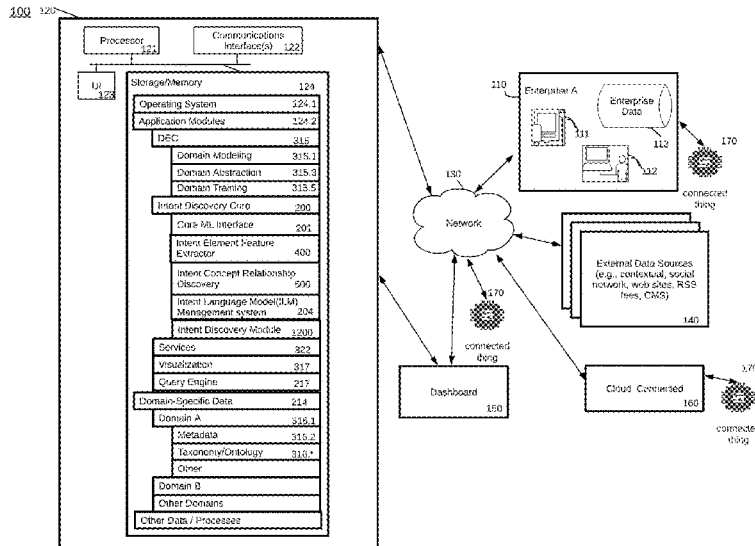 100
120
Processor
121
Communications
Interface(s)
122
UI
123
Storage/Memory
124
Operating System
124.1
Application Modules
124.2
315
Domain Modeling
315.1
Domain Abstraction
315.3
Domain Training
315.5
Intent Discovery Core
200
Core ML Interface
201
Intent Element Feature
Extractor
400
Intent Concept Relationship
Discovery
500
Intent Language Model(ILM)
Management system
204
Intent Discovery Module
1200
Services
322
Visualization
317
Query Engine
217
Domain-Specific Data
214
Domain A
316.1
Metadata
316.2
Taxonomy/Ontology
316.*
Other
Domain B
Other Domains
Other Data / Processes
110
Enterprise A
111
112
Enterprise
Data
113
170
connected
thing
130
Network
170
connected
thing
External Data Sources
(e.g., contextual, social
network, web sites, RSS
fees, CMS)
140
Dashboard
150
Cloud Connected
160
170
connected
thing